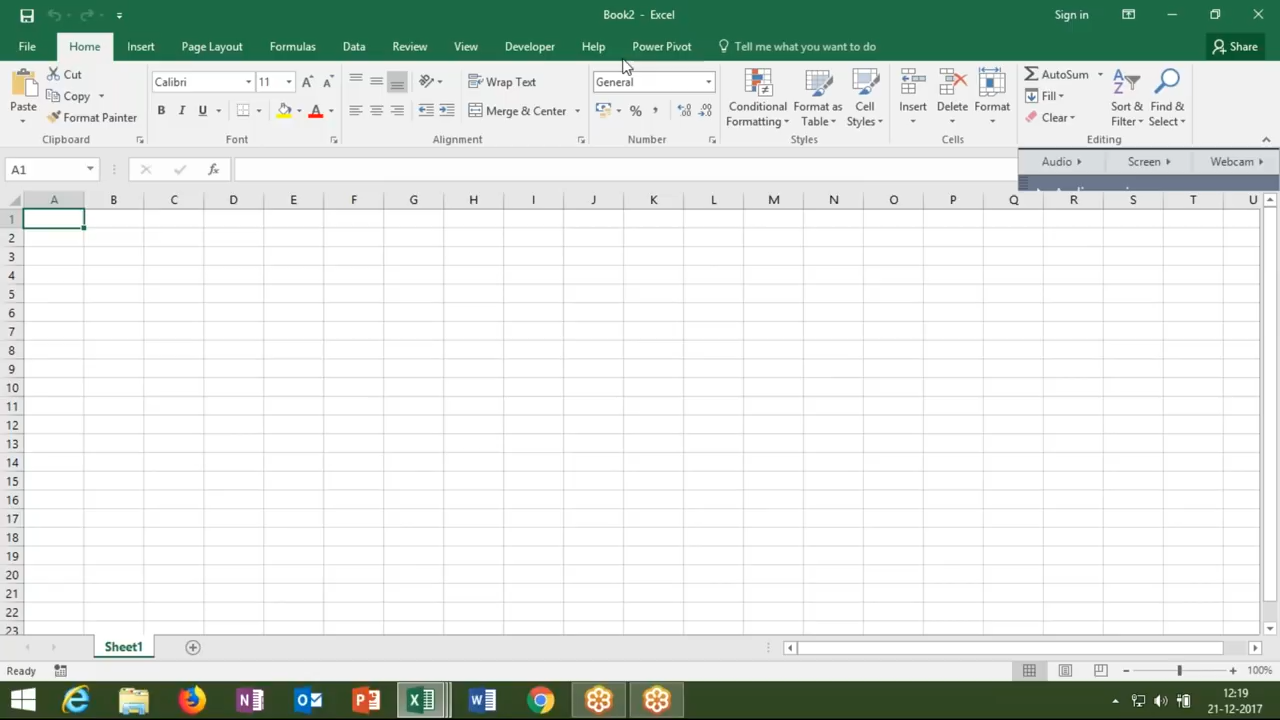 Book2 - Excel
Sign in
File Home Insert Page Layout Formulas Data Review View Developer Help Power Pivot Tell me what you want to do Share
Paste
Cut
Copy
Format Painter
Clipboard
Calibri 11
B I U
A
Font
Wrap Text
Merge & Center
Alignment
General
%
Number
Conditional Formatting
Format as Table
Cell Styles
Styles
Insert
Delete
Format
Cells
AutoSum
Fill
Clear
Sort & Filter
Find & Select
Editing
A1
fx
Audio Screen Webcam
A B C D E F G H I J K L M N O P Q R S T U
1
2
3
4
5
6
7
8
9
10
11
12
13
14
15
16
17
18
19
20
21
22
23
Sheet1
Ready
100%
12:19
21-12-2017